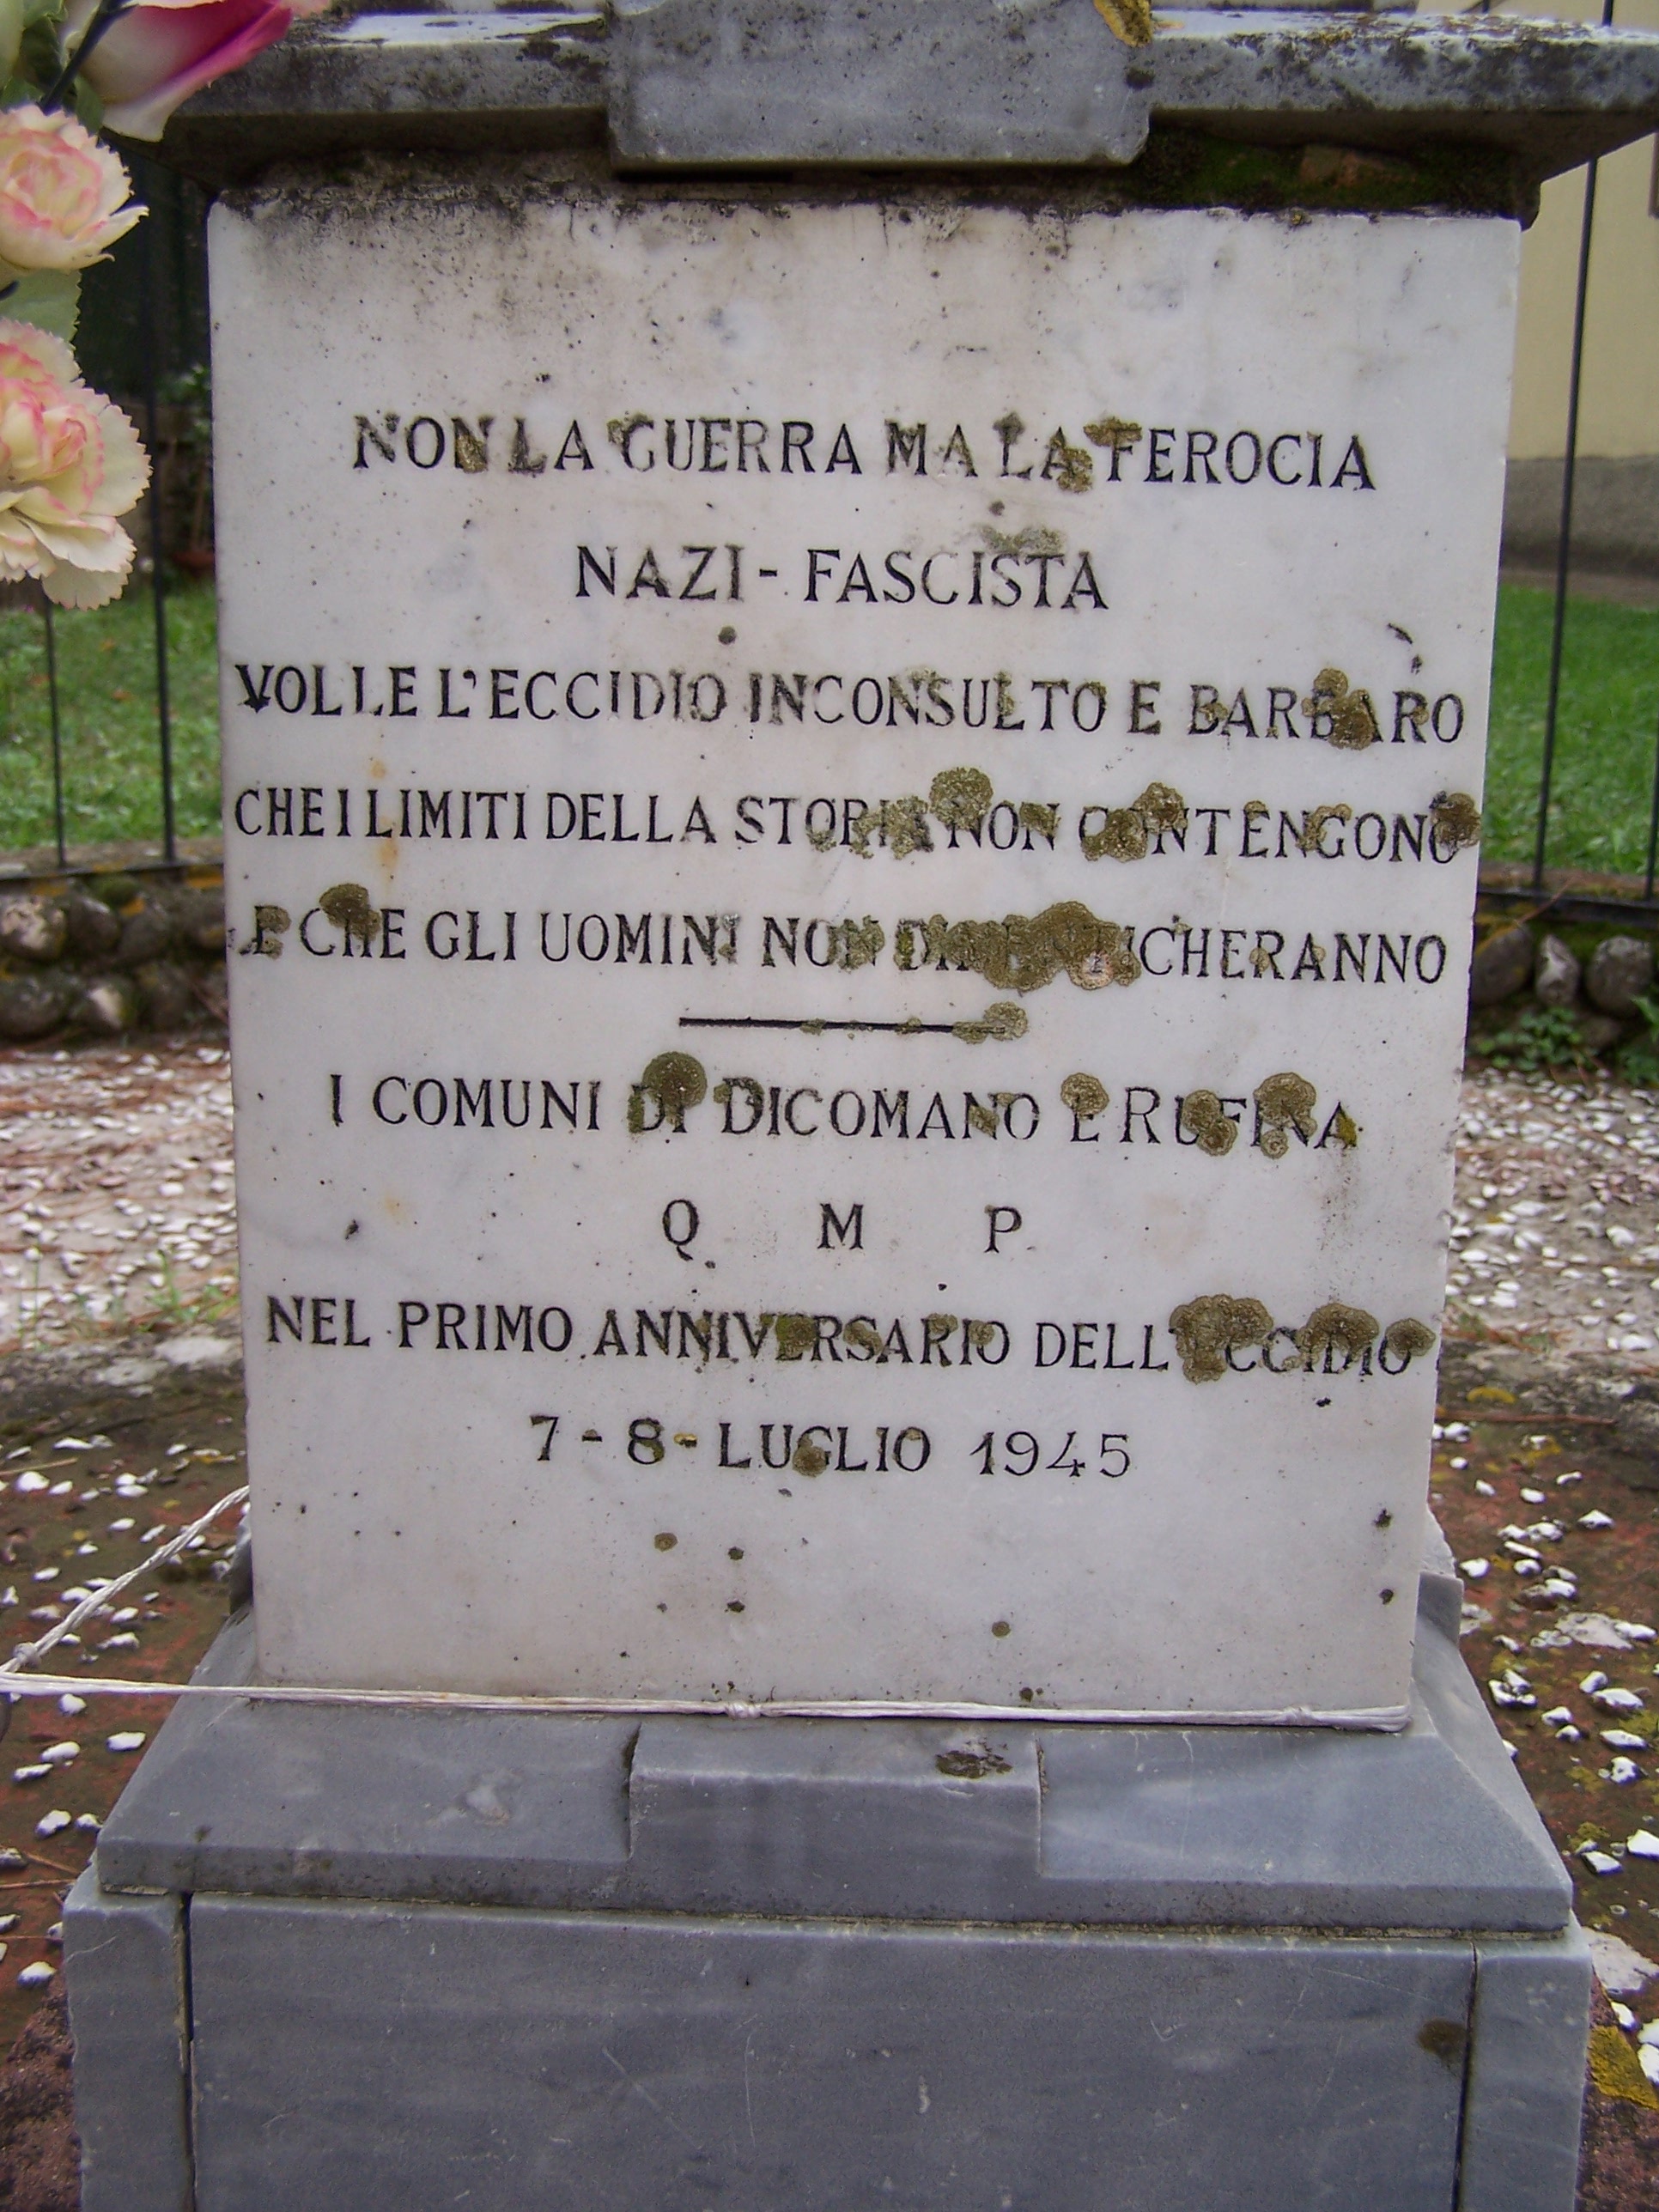 NON LA GUERRA MA LA FEROCIA
NAZI - FASCISTA
VOLLE L'ECCIDIO INCONSULTO E BARBARO
CHE I LIMITI DELLA STORIA NON CONTENGONO
E CHE GLI UOMINI NON DIMENTICHERANNO
I COMUNI DI DICOMANO E RUFINA
Q M P
NEL PRIMO ANNIVERSARIO DELL'ECCIDIO
7 - 8 - LUGLIO 1945